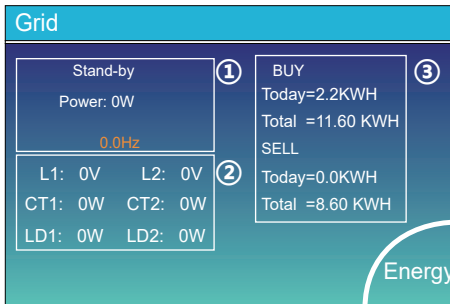 Grid
Stand-by
Power: 0W
0.0Hz
①
L1: 0V L2: 0V
CT1: 0W CT2: 0W
LD1: 0W LD2: 0W
②
BUY
Today=2.2KWH
Total =11.60 KWH
SELL
Today=0.0KWH
Total =8.60 KWH
③
Energy